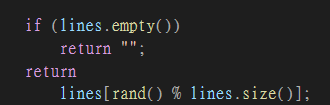 if (lines.empty())
return "";
return
lines[rand() % lines.size()];